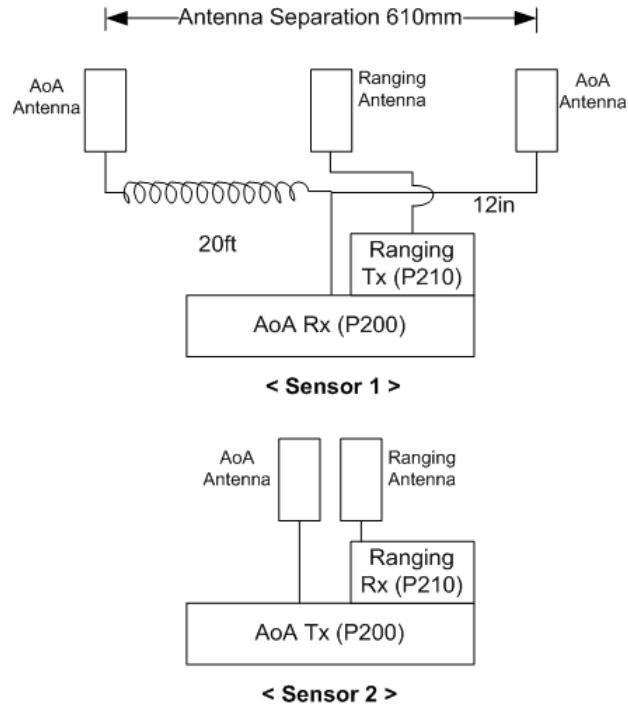 Antenna Separation 610mm
AoA
Antenna
Ranging
Antenna
AoA
Antenna
12in
20ft
Ranging
Tx (P210)
AoA Rx (P200)
< Sensor 1 >
AoA
Antenna
Ranging
Antenna
Ranging
Rx (P210)
AoA Tx (P200)
< Sensor 2 >